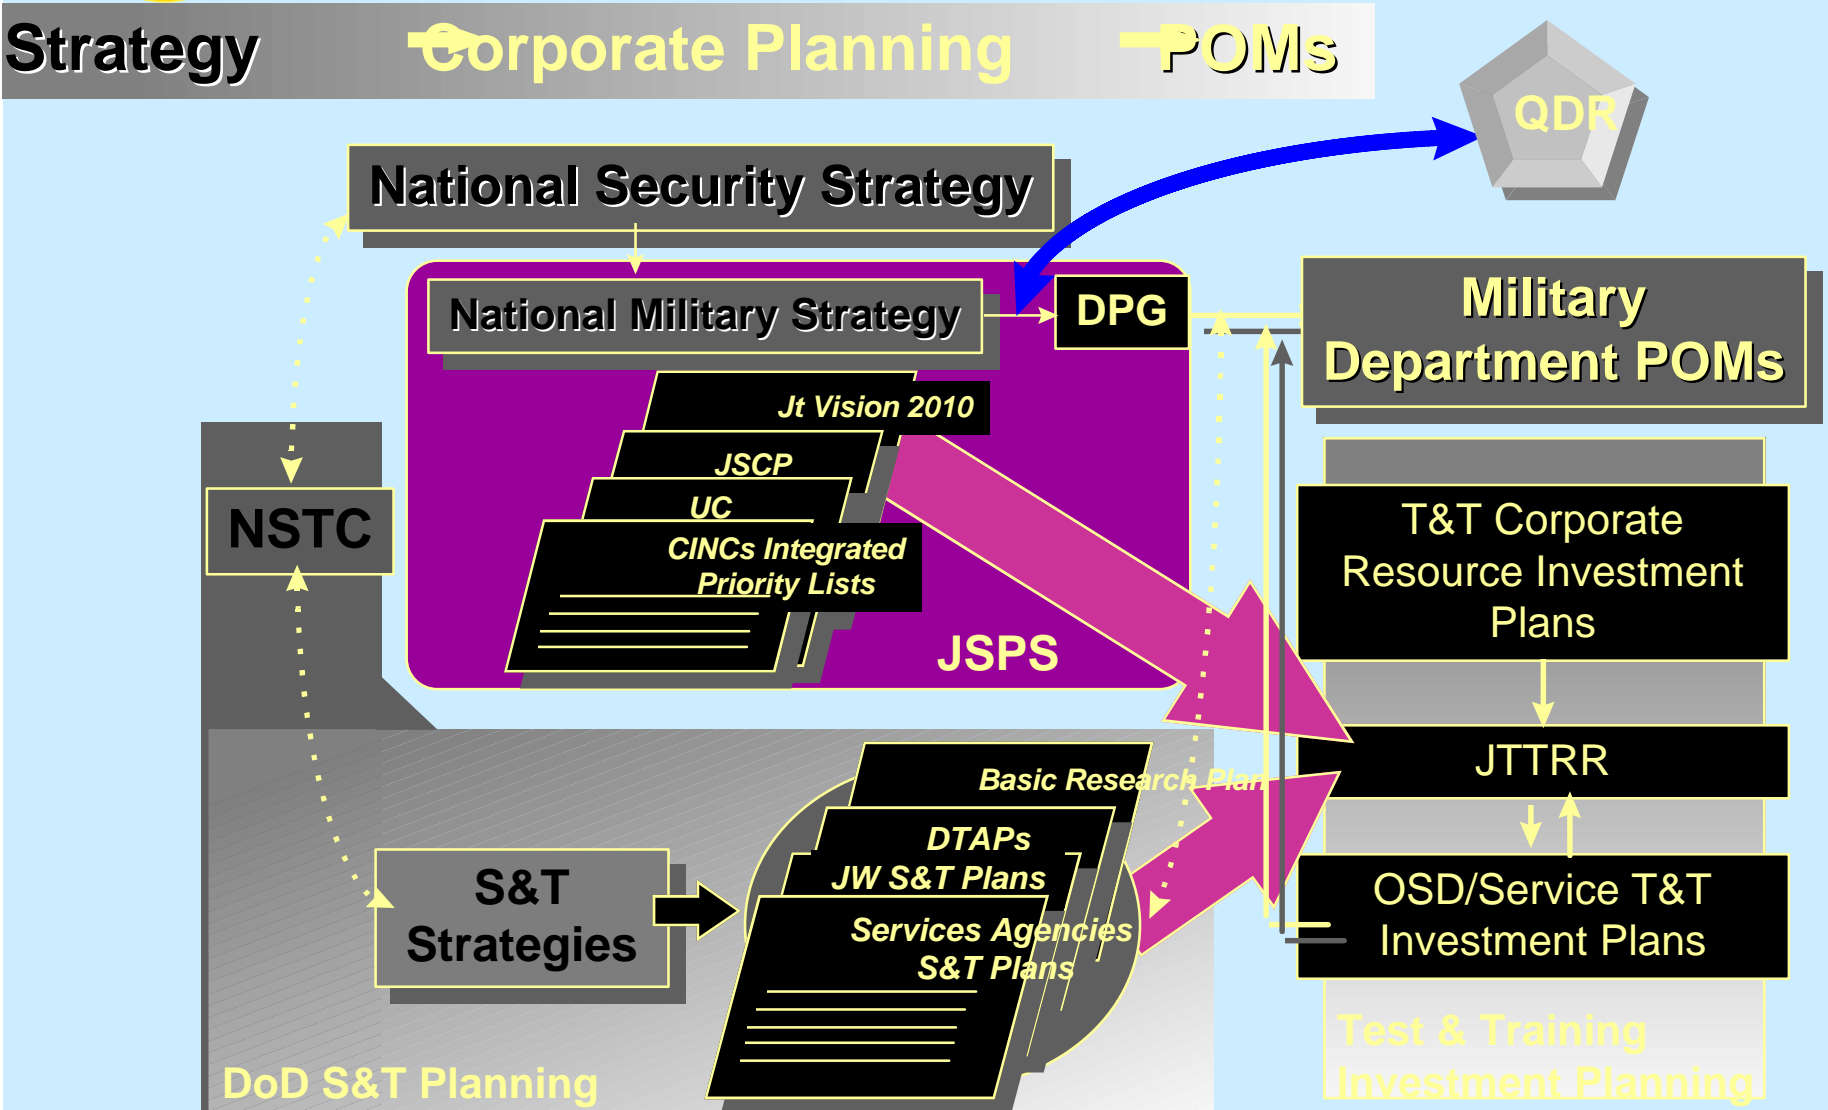 Strategy Corporate Planning POMs
QDR
National Security Strategy
National Military Strategy
DPG
Military
Department POMs
Jt Vision 2010
JSCP
UC
CINCs Integrated
Priority Lists
JSPS
NSTC
T&T Corporate
Resource Investment
Plans
JTTRR
OSD/Service T&T
Investment Plans
Test & Training
Investment Planning
Basic Research Plan
DTAPs
JW S&T Plans
Services Agencies
S&T Plans
S&T
Strategies
DoD S&T Planning